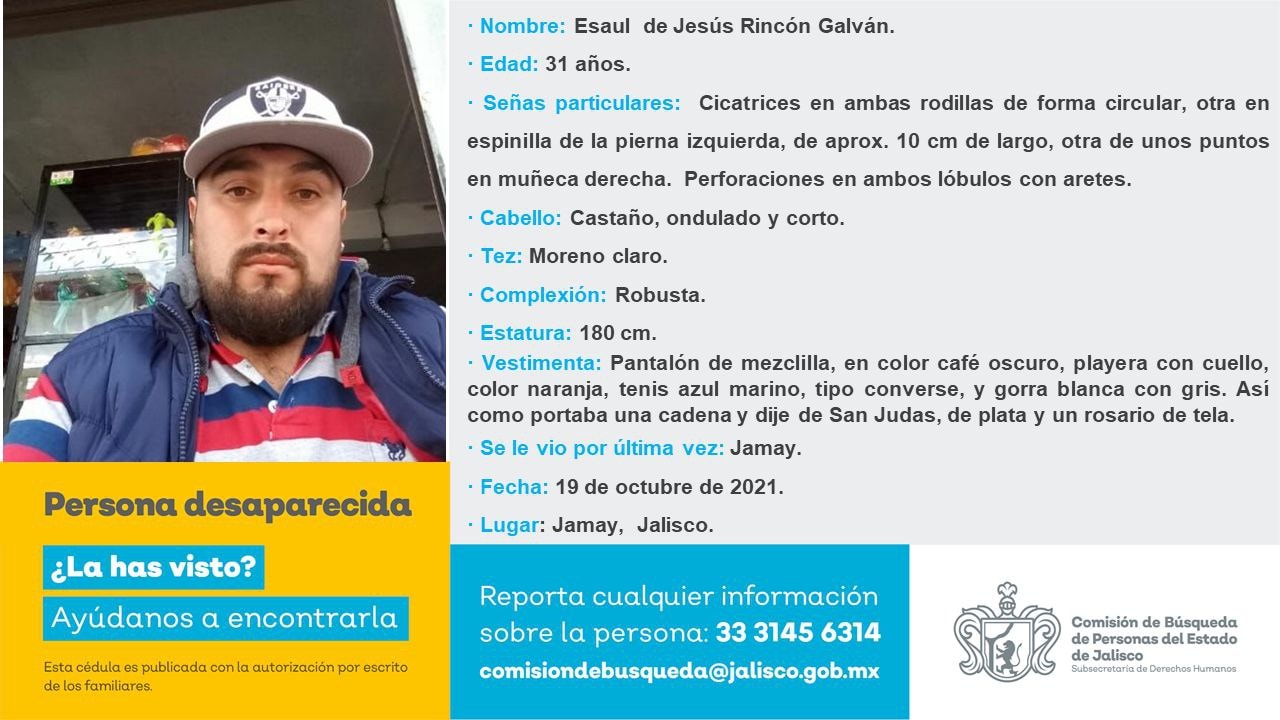 RAIDERS
· Nombre: Esaul de Jesús Rincón Galván.
· Edad: 31 años.
· Señas particulares: Cicatrices en ambas rodillas de forma circular, otra en
espinilla de la pierna izquierda, de aprox. 10 cm de largo, otra de unos puntos
en muñeca derecha. Perforaciones en ambos lóbulos con aretes.
· Cabello: Castaño, ondulado y corto.
· Tez: Moreno claro.
· Complexión: Robusta.
· Estatura: 180 cm.
· Vestimenta: Pantalón de mezclilla, en color café oscuro, playera con cuello,
color naranja, tenis azul marino, tipo converse, y gorra blanca con gris. Así
como portaba una cadena y dije de San Judas, de plata y un rosario de tela.
· Se le vio por última vez: Jamay.
· Fecha: 19 de octubre de 2021.
· Lugar: Jamay, Jalisco.
Persona desaparecida
¿La has visto?
Ayúdanos a encontrarla
Esta cédula es publicada con la autorización por escrito
de los familiares.
Reporta cualquier información
sobre la persona: 33 3145 6314
comisiondebusqueda@jalisco.gob.mx
Comisión de Búsqueda
de Personas del Estado
de Jalisco
Subsecretaría de Derechos Humanos